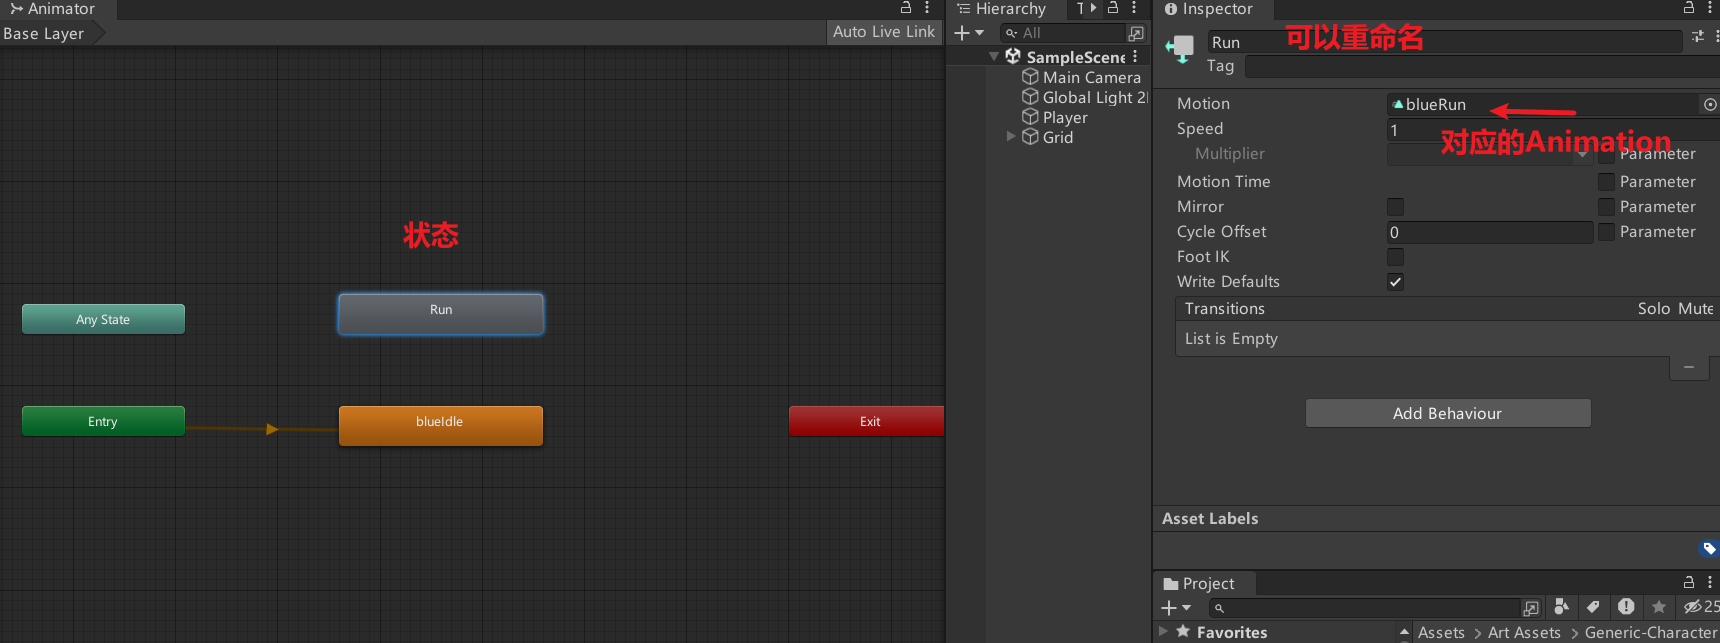 Animator
Base Layer
Auto Live Link
状态
Any State
Run
Entry
blueIdle
Exit
Hierarchy
T
All
SampleScene
Main Camera
Global Light 2
Player
Grid
Inspector
Run
可以重命名
Tag
Motion
blueRun
Speed
1
对应的Animation
Multiplier
Parameter
Motion Time
Parameter
Mirror
Parameter
Cycle Offset
0
Parameter
Foot IK
Write Defaults
Transitions
Solo
Mute
List is Empty
Add Behaviour
Asset Labels
Project
25
Favorites
Assets > Art Assets > Generic-Character